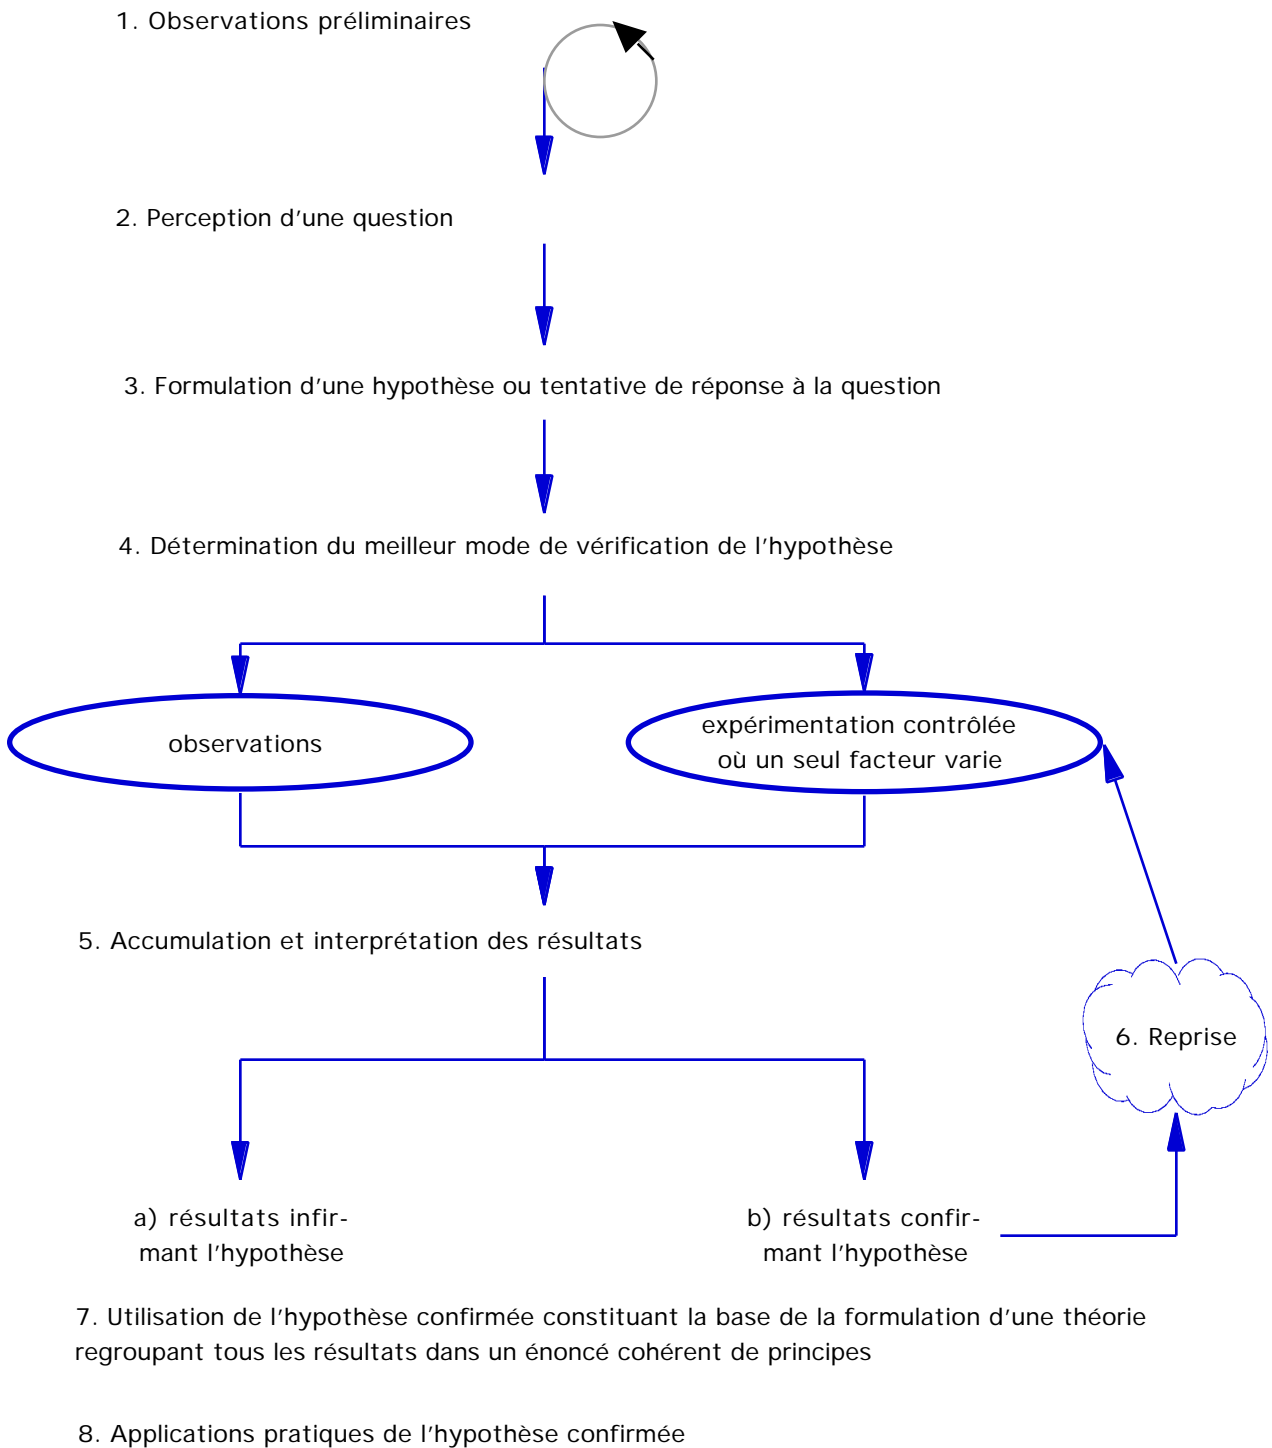 1. Observations préliminaires
2. Perception d’une question
3. Formulation d’une hypothèse ou tentative de réponse à la question
4. Détermination du meilleur mode de vérification de l’hypothèse
observations
expérimentation contrôlée
où un seul facteur varie
5. Accumulation et interprétation des résultats
6. Reprise
a) résultats infir-
mant l’hypothèse
b) résultats confir-
mant l’hypothèse
7. Utilisation de l’hypothèse confirmée constituant la base de la formulation d’une théorie
regroupant tous les résultats dans un énoncé cohérent de principes
8. Applications pratiques de l’hypothèse confirmée